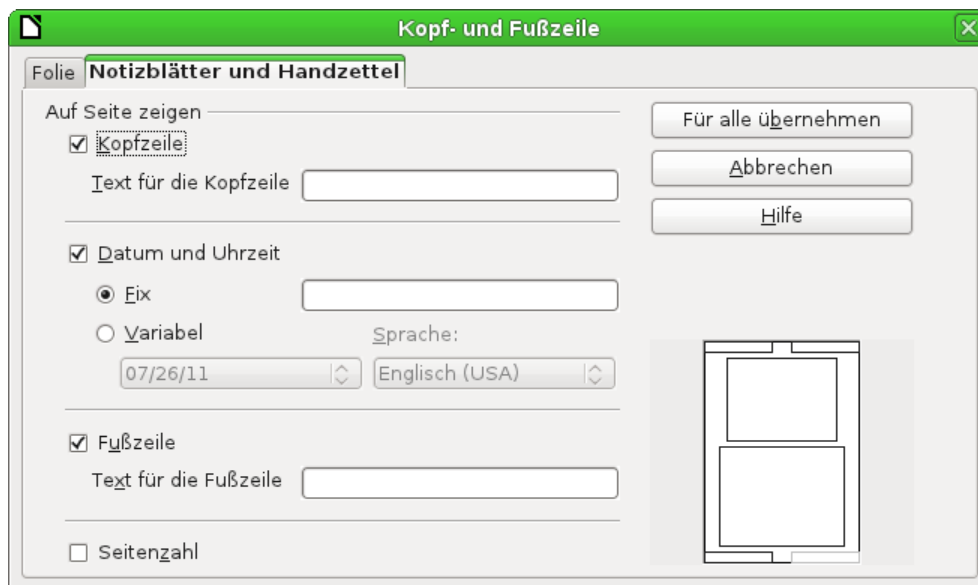 Kopf- und Fußzeile
Folie Notizblätter und Handzettel
Auf Seite zeigen
Kopfzeile
Text für die Kopfzeile
Datum und Uhrzeit
Fix
Variabel
Sprache:
07/26/11
Englisch (USA)
Fußzeile
Text für die Fußzeile
Seitenzahl
Für alle übernehmen
Abbrechen
Hilfe